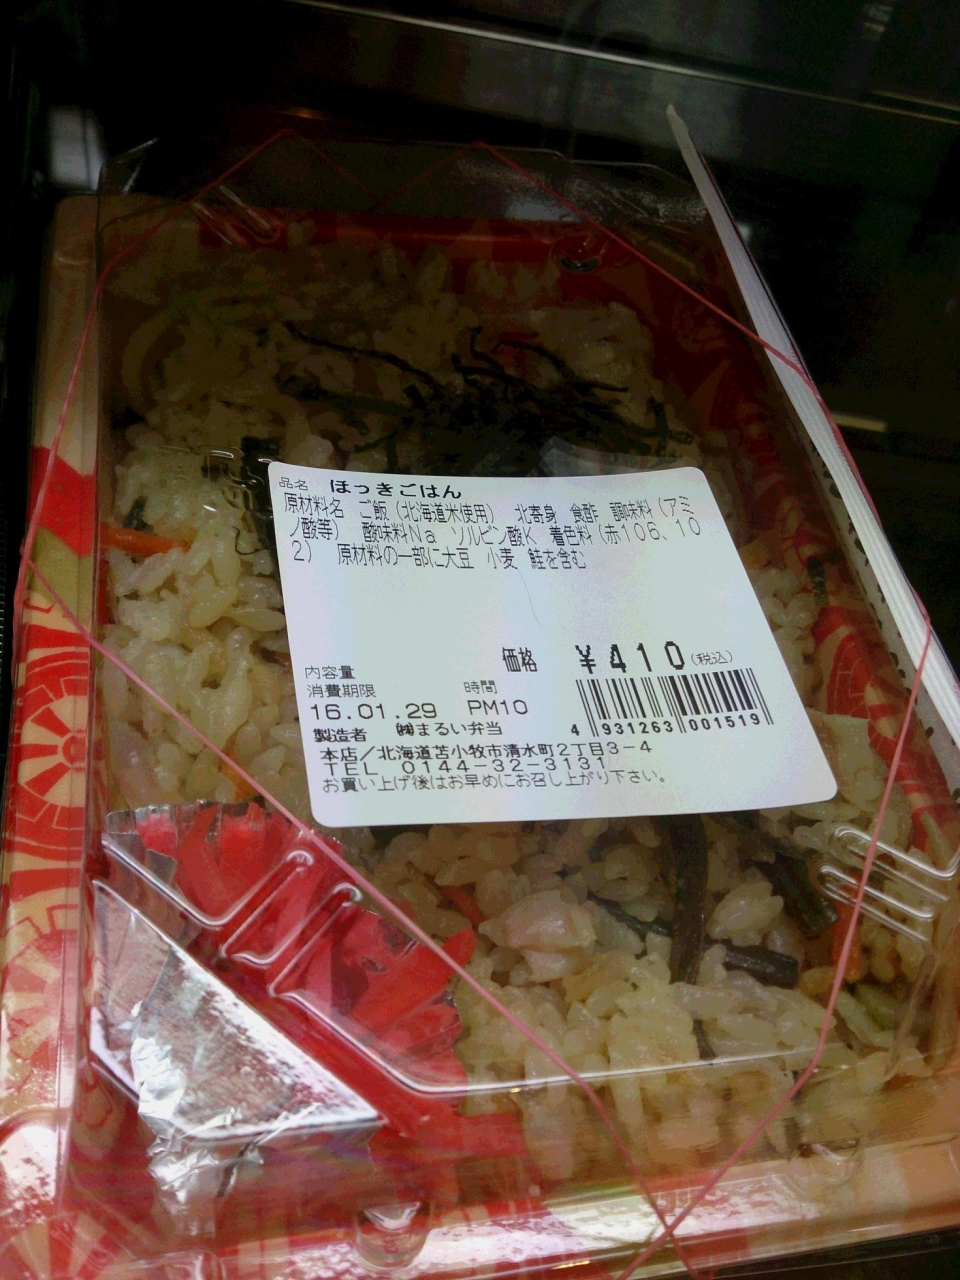 品名 ほっきごはん
原材料名 ご飯（北海道米使用） 北寄身 食酢 調味料（アミ
ノ酸等） 酸味料Na ソルビン酸K 着色料（赤106、10
2） 原材料の一部に大豆 小麦 鮭を含む
価格 ¥410(税込)
内容量
消費期限 時間
16.01.29 PM10
4 931263 001519
製造者 ㈱まるい弁当
本店／北海道苫小牧市清水町2丁目3-4
TEL 0144-32-3131
お買い上げ後はお早めにお召し上がり下さい。